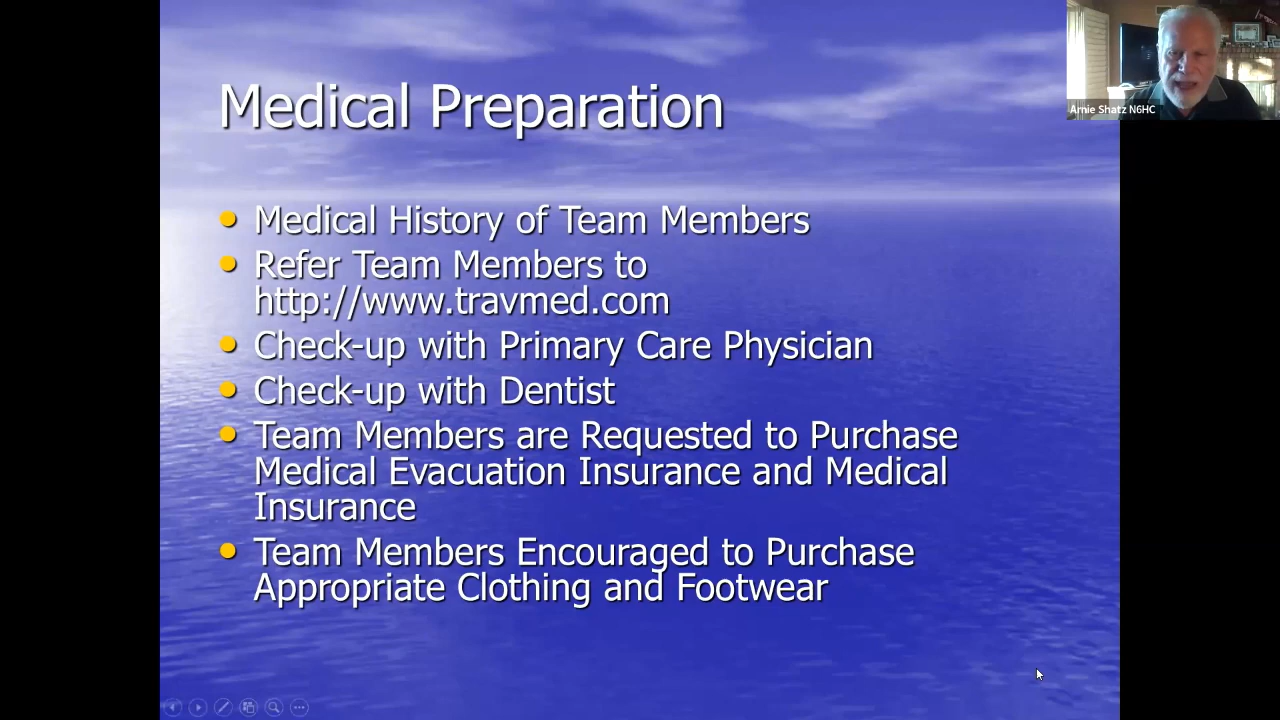 Medical Preparation
Medical History of Team Members
Refer Team Members to
http://www.travmed.com
Check-up with Primary Care Physician
Check-up with Dentist
Team Members are Requested to Purchase
Medical Evacuation Insurance and Medical
Insurance
Team Members Encouraged to Purchase
Appropriate Clothing and Footwear
Arnie Shatz N6HC